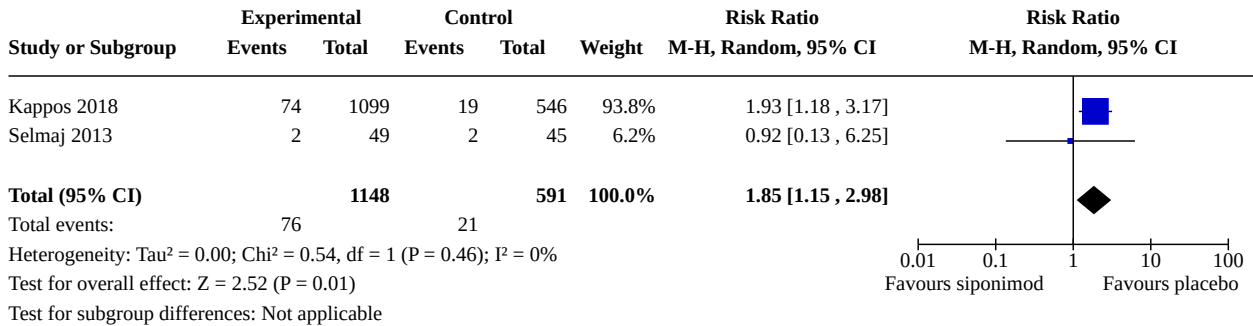 Experimental Control Risk Ratio Risk Ratio
Study or Subgroup Events Total Events Total Weight M-H, Random, 95% CI M-H, Random, 95% CI
Kappos 2018 74 1099 19 546 93.8% 1.93 [1.18 , 3.17]
Selmaj 2013 2 49 2 45 6.2% 0.92 [0.13 , 6.25]
Total (95% CI) 1148 591 100.0% 1.85 [1.15 , 2.98]
Total events: 76 21
Heterogeneity: Tau² = 0.00; Chi² = 0.54, df = 1 (P = 0.46); I² = 0%
0.01 0.1 1 10 100
Test for overall effect: Z = 2.52 (P = 0.01) Favours siponimod Favours placebo
Test for subgroup differences: Not applicable